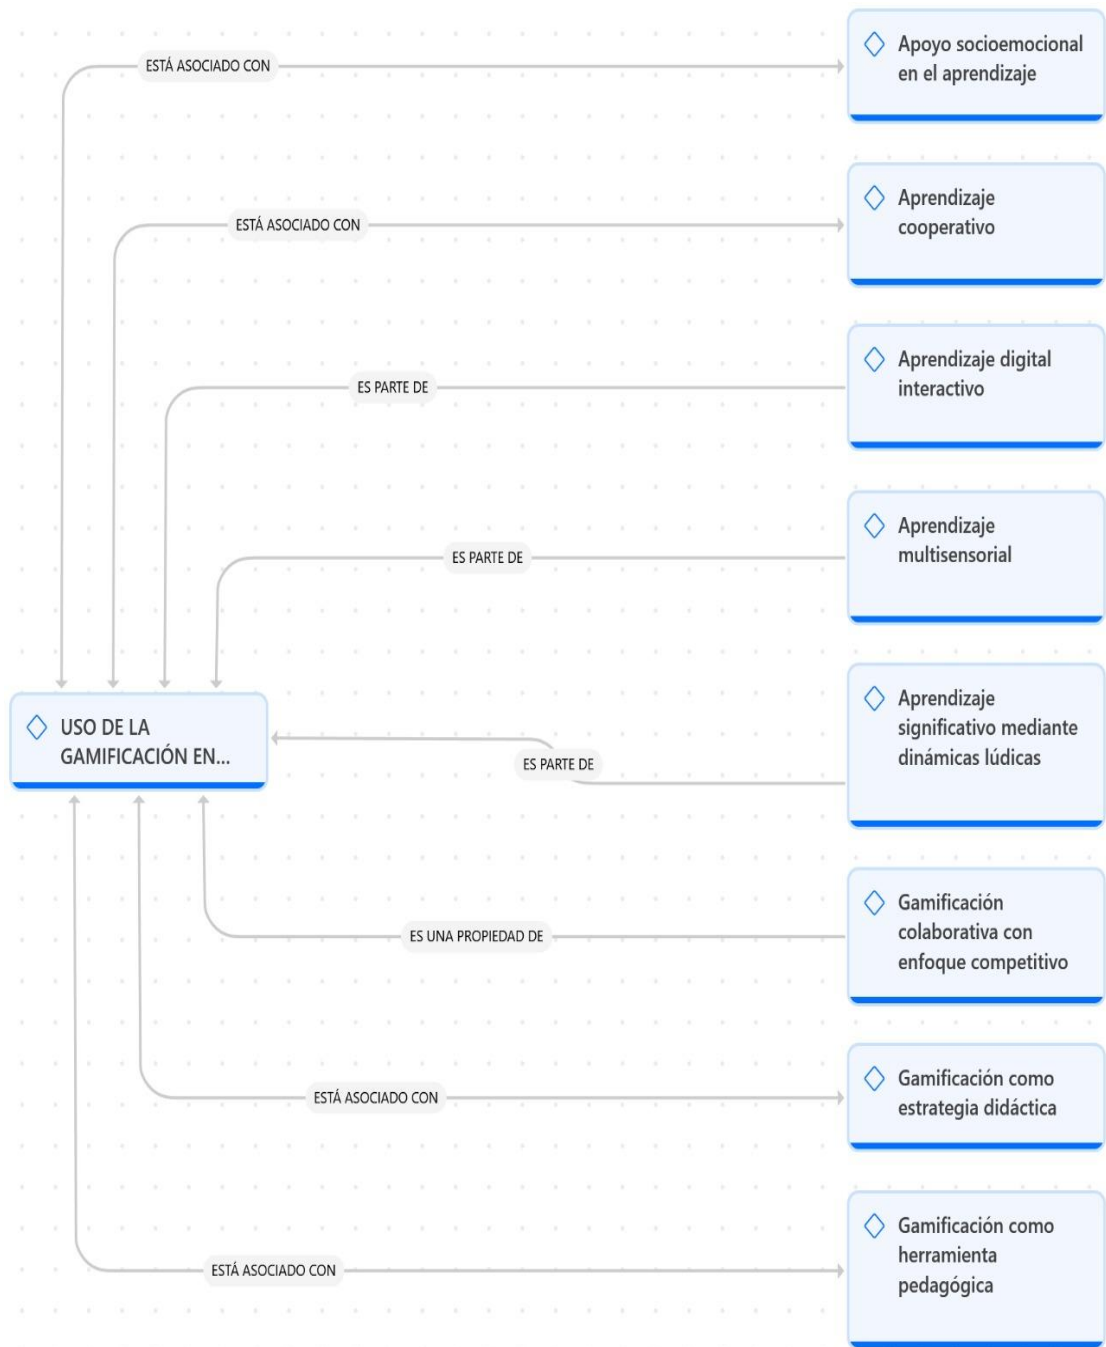 Apoyo socioemocional
en el aprendizaje
ESTÁ ASOCIADO CON
Aprendizaje
cooperativo
ESTÁ ASOCIADO CON
Aprendizaje digital
interactivo
ES PARTE DE
Aprendizaje
multisensorial
ES PARTE DE
Aprendizaje
significativo mediante
dinámicas lúdicas
USO DE LA
GAMIFICACIÓN EN...
ES PARTE DE
Gamificación
colaborativa con
enfoque competitivo
ES UNA PROPIEDAD DE
Gamificación como
estrategia didáctica
ESTÁ ASOCIADO CON
Gamificación como
herramienta
pedagógica
ESTÁ ASOCIADO CON